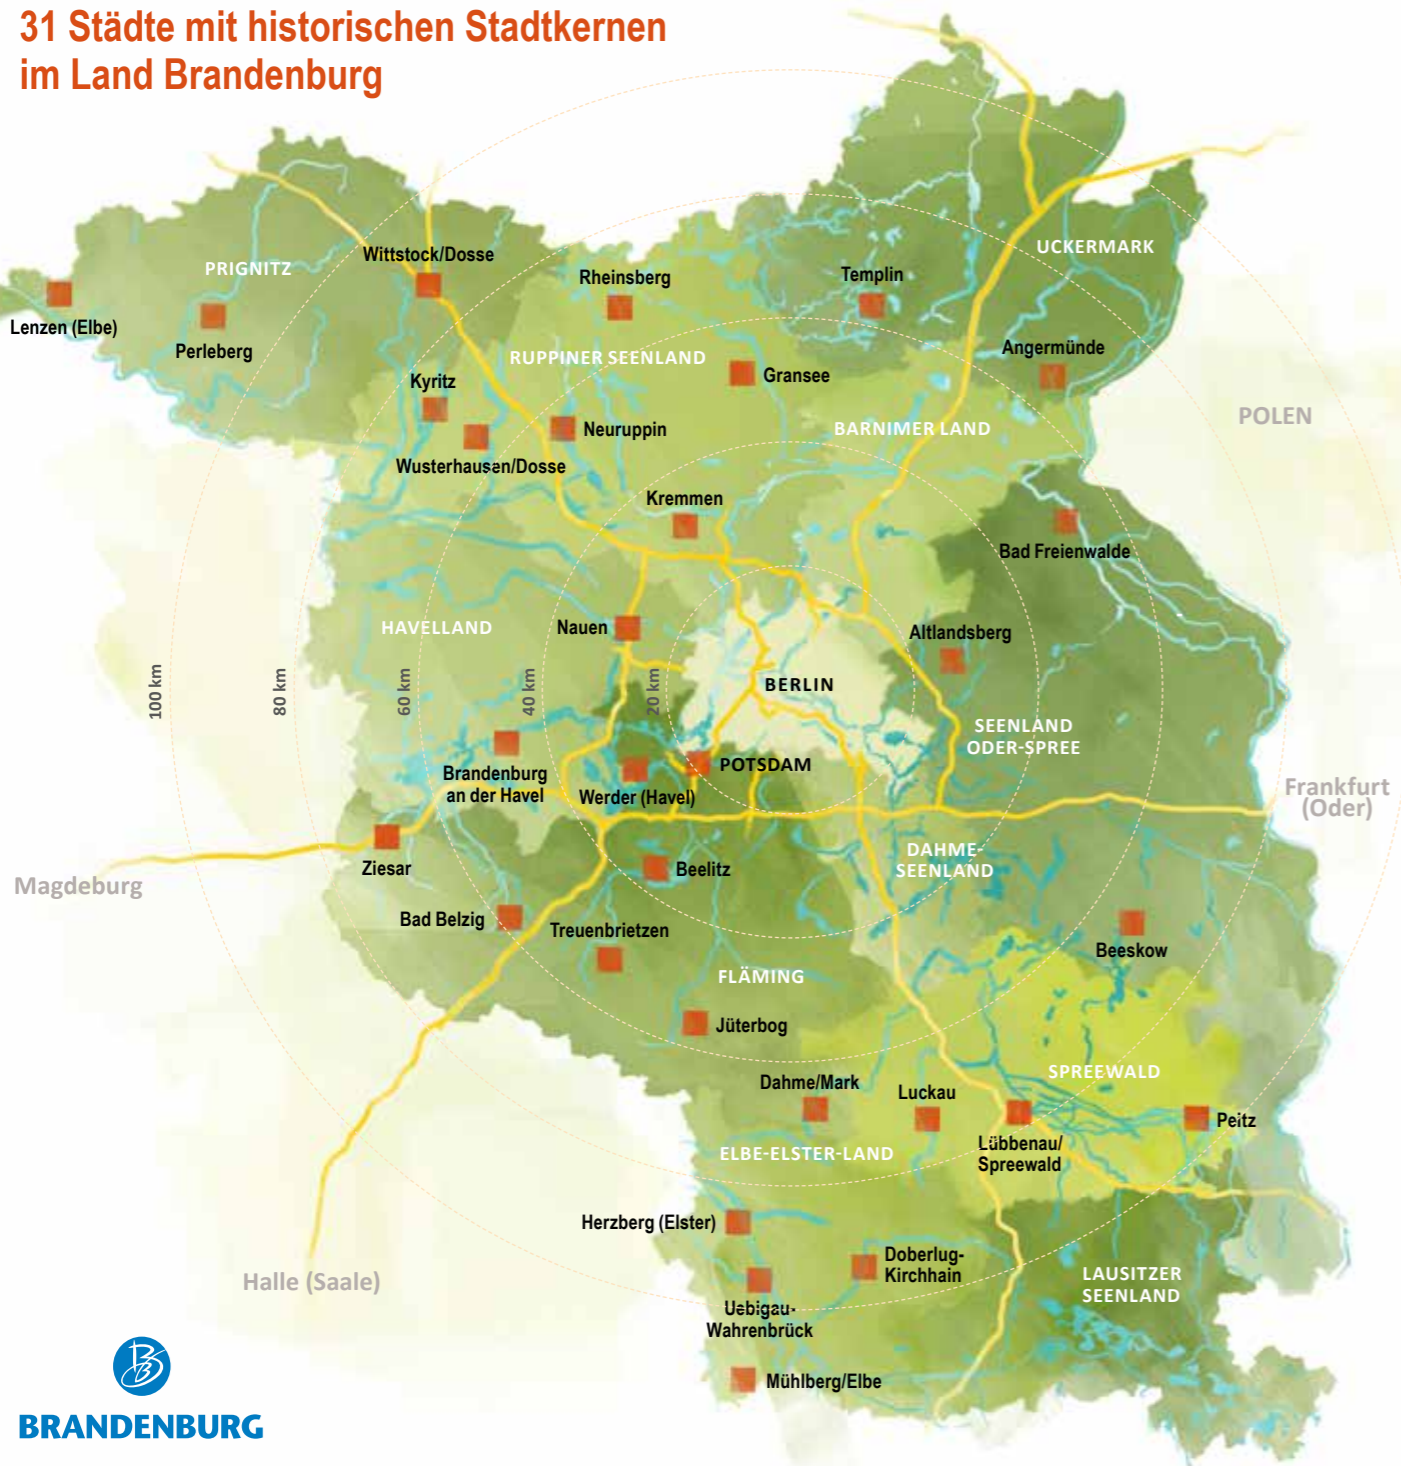 31 Städte mit historischen Stadtkernen
im Land Brandenburg
PRIGNITZ
Wittstock/Dosse
Lenzen (Elbe)
Perleberg
Rheinsberg
Templin
UCKERMARK
RUPPINER SEENLAND
Kyritz
Gransee
Angermünde
POLEN
Neuruppin
BARNIMER LAND
Wusterhausen/Dosse
Kremmen
Bad Freienwalde
HAVELLAND
Nauen
Altlandsberg
100 km
80 km
60 km
40 km
20 km
BERLIN
SEENLAND
ODER-SPREE
POTSDAM
Brandenburg
an der Havel
Werder (Havel)
Frankfurt
(Oder)
Ziesar
Magdeburg
Beelitz
DAHME-
SEENLAND
Bad Belzig
Treuenbrietzen
Beeskow
FLÄMING
Jüterbog
SPREEWALD
Dahme/Mark
Luckau
Lübbenau/
Spreewald
Peitz
ELBE-ELSTER-LAND
Herzberg (Elster)
Doberlug-
Kirchhain
Halle (Saale)
LAUSITZER
SEENLAND
Uebigau-
Wahrenbrück
Mühlberg/Elbe
BRANDENBURG